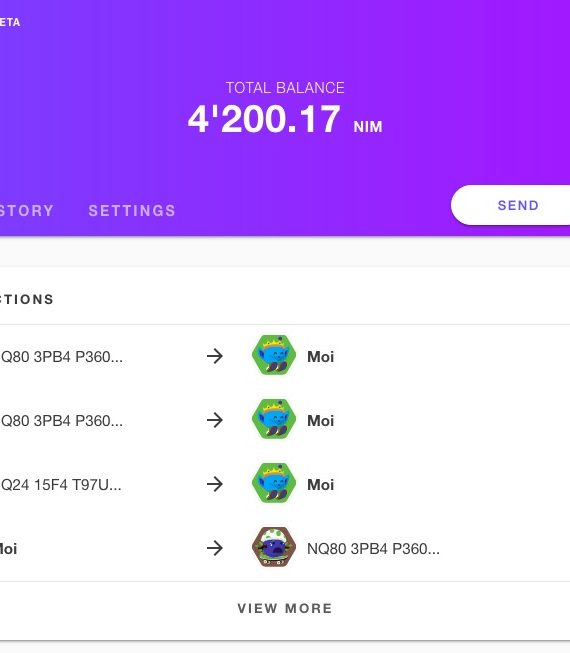 ETA
TOTAL BALANCE
4'200.17 NIM
STORY SETTINGS SEND
CTIONS
Q80 3PB4 P360... → Moi
Q80 3PB4 P360... → Moi
Q24 15F4 T97U... → Moi
Moi → NQ80 3PB4 P360...
VIEW MORE